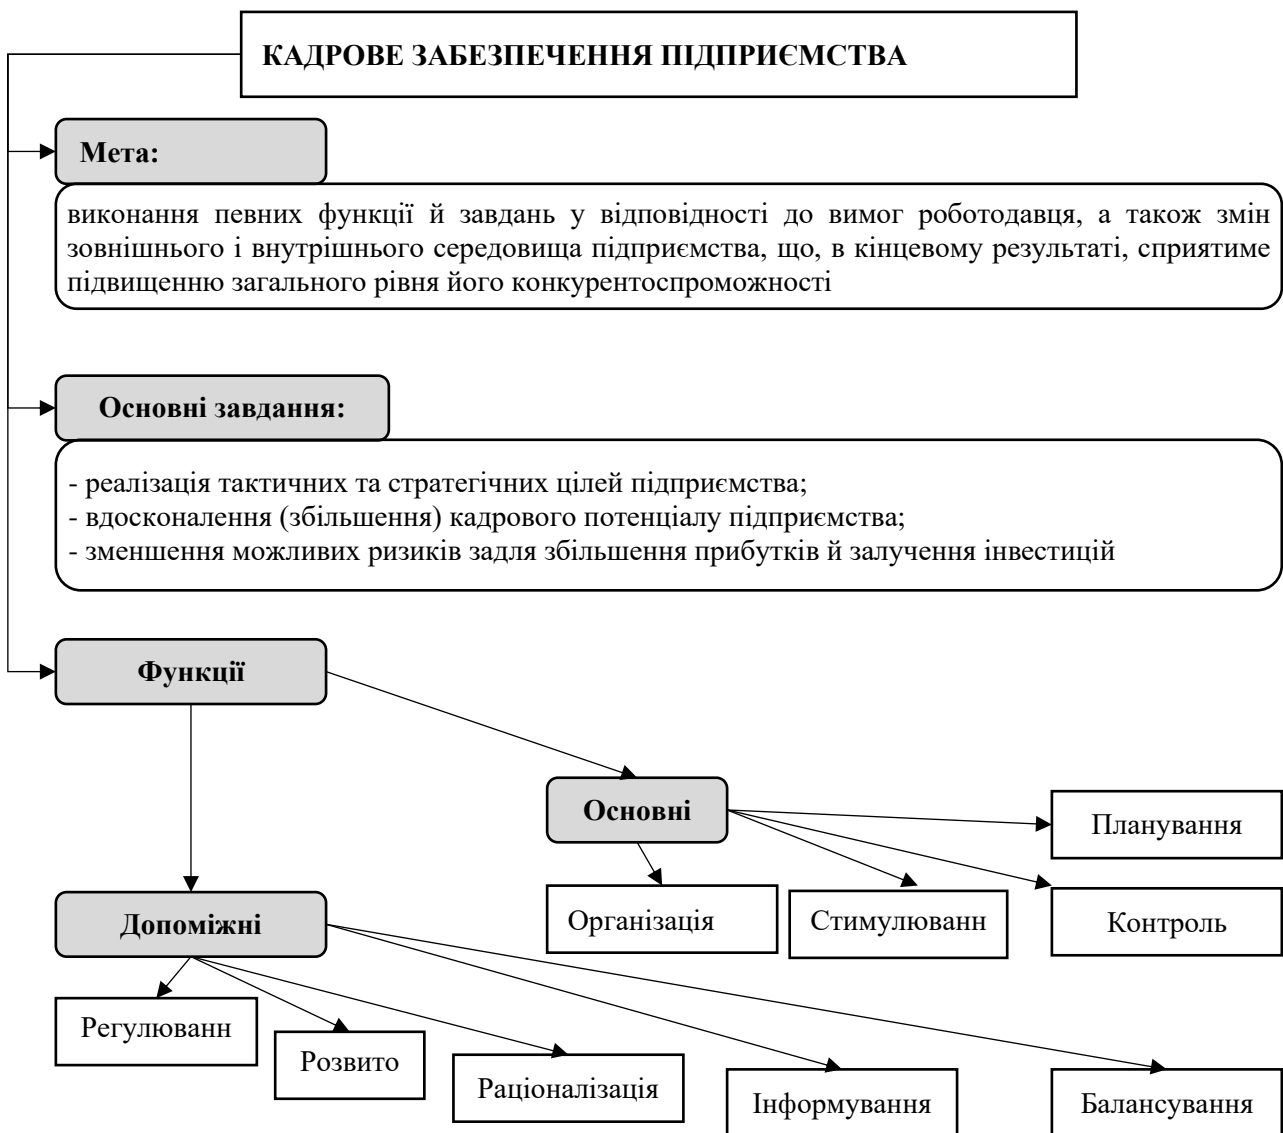 КАДРОВЕ ЗАБЕЗПЕЧЕННЯ ПІДПРИЄМСТВА
Мета:
виконання певних функції й завдань у відповідності до вимог роботодавця, а також змін
зовнішнього і внутрішнього середовища підприємства, що, в кінцевому результаті, сприятиме
підвищенню загального рівня його конкурентоспроможності
Основні завдання:
- реалізація тактичних та стратегічних цілей підприємства;
- вдосконалення (збільшення) кадрового потенціалу підприємства;
- зменшення можливих ризиків задля збільшення прибутків й залучення інвестицій
Функції
Основні
Планування
Організація
Стимулюванн
Контроль
Допоміжні
Регулюванн
Розвито
Раціоналізація
Інформування
Балансування